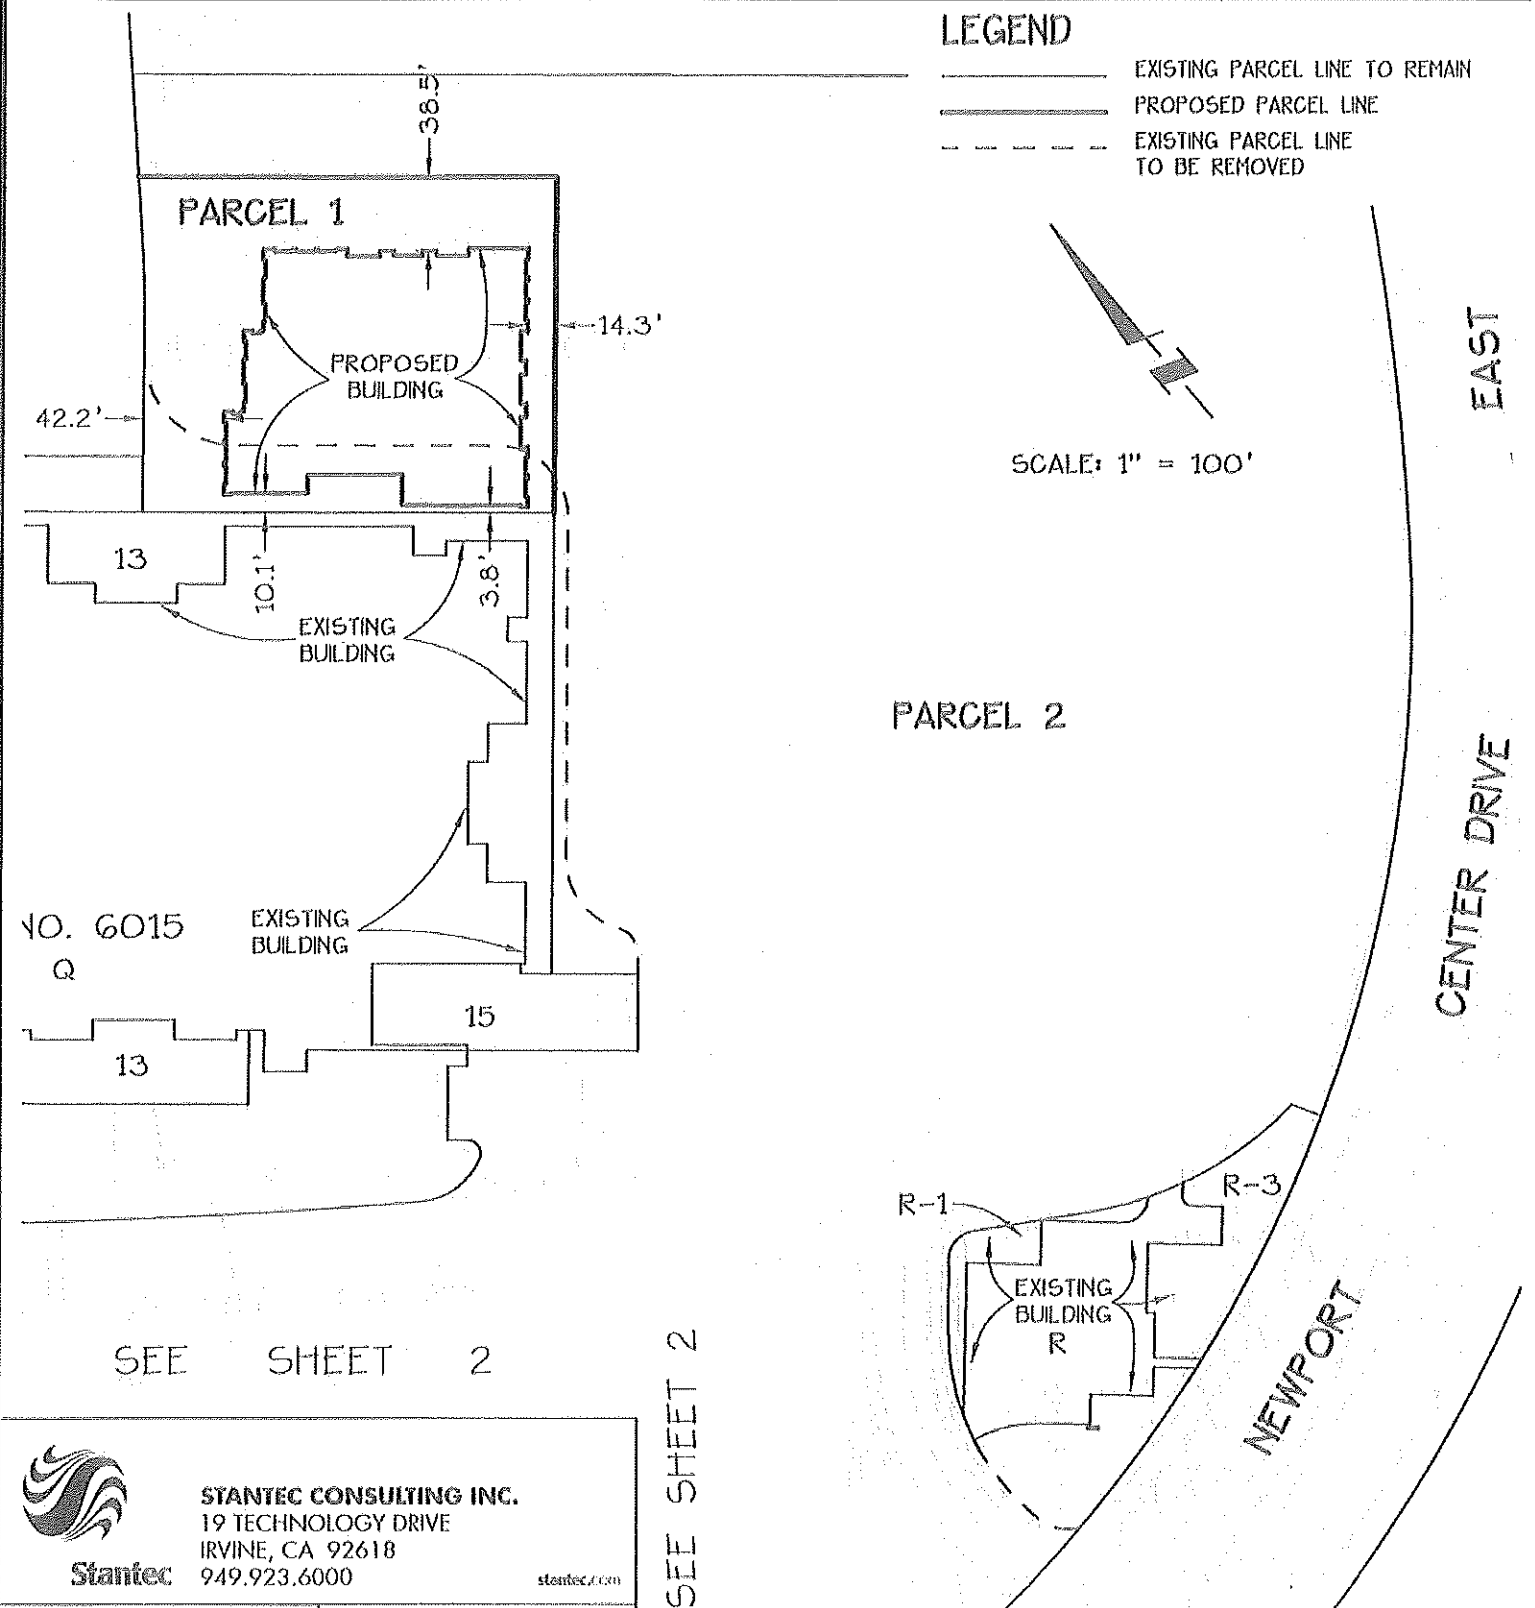 LEGEND
EXISTING PARCEL LINE TO REMAIN
PROPOSED PARCEL LINE
EXISTING PARCEL LINE
TO BE REMOVED
38.5'
PARCEL 1
14.3'
PROPOSED
BUILDING
42.2'
SCALE: 1" = 100'
EAST
13
10.1'
3.8'
EXISTING
BUILDING
PARCEL 2
CENTER DRIVE
NO. 6015
Q
EXISTING
BUILDING
15
13
R-1
R-3
EXISTING
BUILDING
R
NEWPORT
SEE SHEET 2
SEE SHEET 2
STANTEC CONSULTING INC.
19 TECHNOLOGY DRIVE
IRVINE, CA 92618
949.923.6000
Stantec
stantec.com